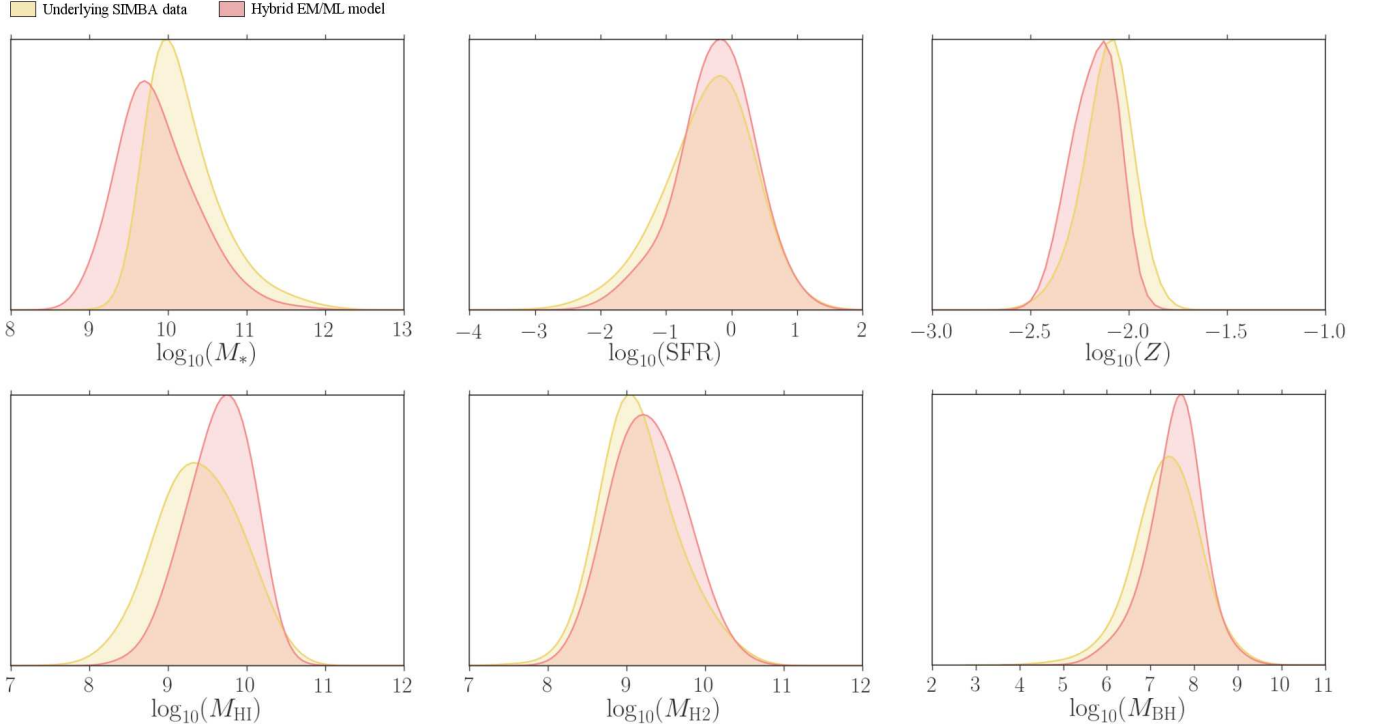 Underlying SIMBA data Hybrid EM/ML model
8 9 10 11 12 13
log₁₀(M*)
−4 −3 −2 −1 0 1 2
log₁₀(SFR)
−3.0 −2.5 −2.0 −1.5 −1.0
log₁₀(Z)
7 8 9 10 11 12
log₁₀(M_HI)
7 8 9 10 11 12
log₁₀(M_H2)
2 3 4 5 6 7 8 9 10 11
log₁₀(M_BH)